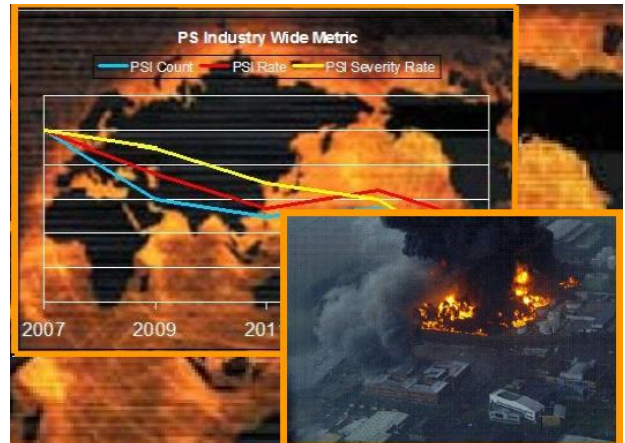 PS Industry Wide Metric
PSI Count PSI Rate PSI Severity Rate
2007 2009